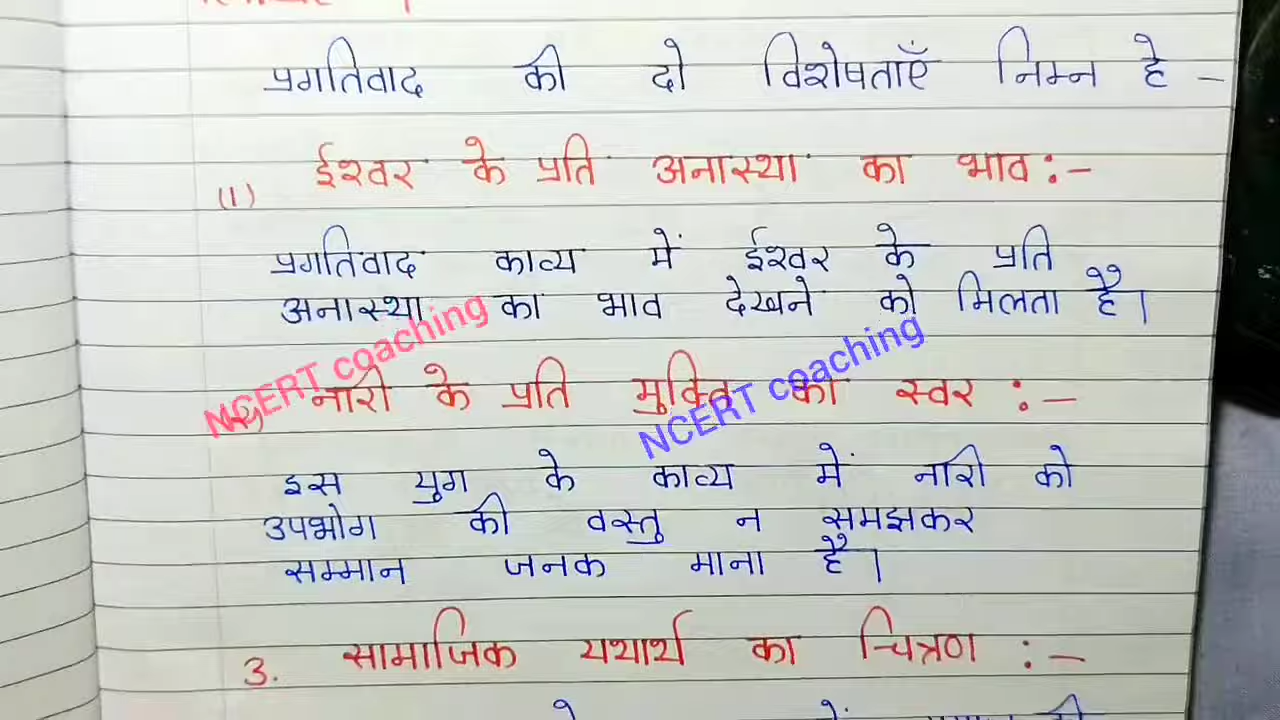 प्रगतिवाद की दो विशेषताएँ निम्न हे -
(1) ईश्वर के प्रति अनास्था का भाव :-
प्रगतिवाद काव्य में ईश्वर के प्रति
अनास्था का भाव देखने को मिलता है।
NCERT coaching
NCERT coaching
नारी के प्रति मुक्ति का स्वर :-
इस युग के काव्य में नारी को
उपभोग की वस्तु न समझकर
सम्मान जनक माना है।
3. सामाजिक यथार्थ का चित्रण :-